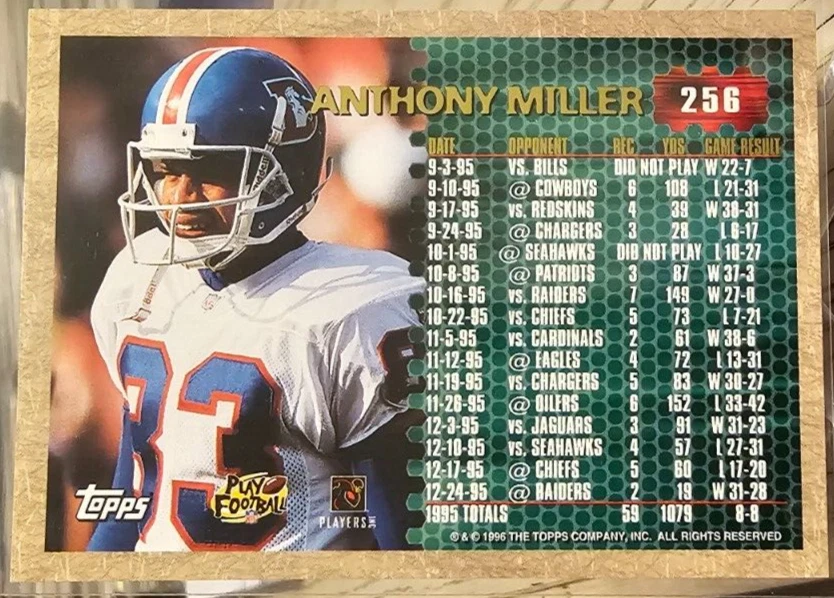 ANTHONY MILLER 256
DATE OPPONENT REC YDS GAME RESULT
9-3-95 VS. BILLS DID NOT PLAY W 22-7
9-10-95 @ COWBOYS 6 108 L 21-31
9-17-95 vs. REDSKINS 4 39 W 38-31
9-24-95 @ CHARGERS 3 28 L 6-17
10-1-95 @ SEAHAWKS DID NOT PLAY L 10-27
10-8-95 @ PATRIOTS 3 87 W 37-3
10-16-95 vs. RAIDERS 7 149 W 27-0
10-22-95 vs. CHIEFS 5 73 L 7-21
11-5-95 vs. CARDINALS 2 61 W 38-6
11-12-95 @ EAGLES 4 72 L 13-31
11-19-95 vs. CHARGERS 5 83 W 30-27
11-26-95 @ OILERS 6 152 L 33-42
12-3-95 vs. JAGUARS 3 91 W 31-23
12-10-95 vs. SEAHAWKS 4 57 L 27-31
12-17-95 @ CHIEFS 5 60 L 17-20
12-24-95 @ RAIDERS 2 19 W 31-28
1995 TOTALS 59 1079 8-8
® & © 1996 THE TOPPS COMPANY, INC. ALL RIGHTS RESERVED
83
TOPPS
PLAY FOOTBALL
PLAYERS INC